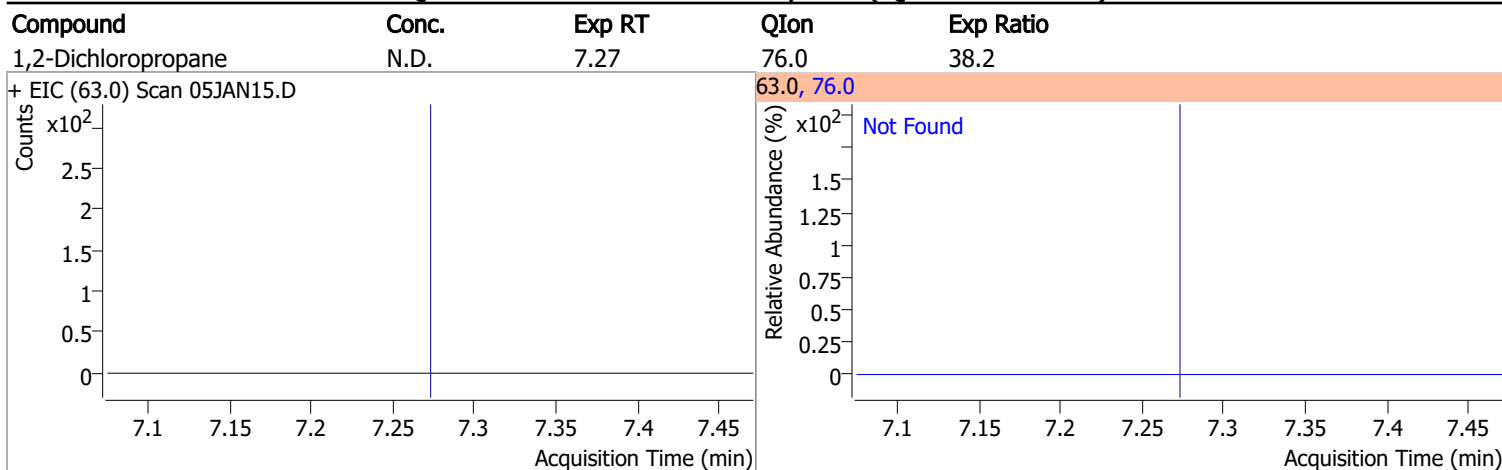 Compound Conc. Exp RT QIon Exp Ratio
1,2-Dichloropropane N.D. 7.27 76.0 38.2
+ EIC (63.0) Scan 05JAN15.D
Counts
x10²
2.5
2
1.5
1
0.5
0
7.1 7.15 7.2 7.25 7.3 7.35 7.4 7.45
Acquisition Time (min)
63.0, 76.0
Relative Abundance (%)
x10²
Not Found
1.5
1.25
1
0.75
0.5
0.25
0
7.1 7.15 7.2 7.25 7.3 7.35 7.4 7.45
Acquisition Time (min)